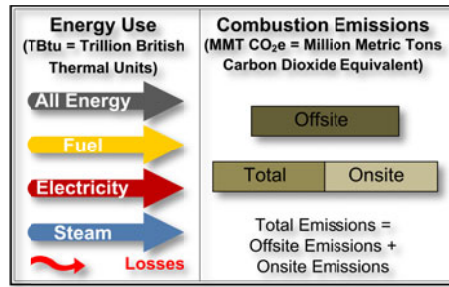 Energy Use
(TBtu = Trillion British
Thermal Units)
All Energy
Fuel
Electricity
Steam
Losses
Combustion Emissions
(MMT CO₂e = Million Metric Tons
Carbon Dioxide Equivalent)
Offsite
Total Onsite
Total Emissions =
Offsite Emissions +
Onsite Emissions